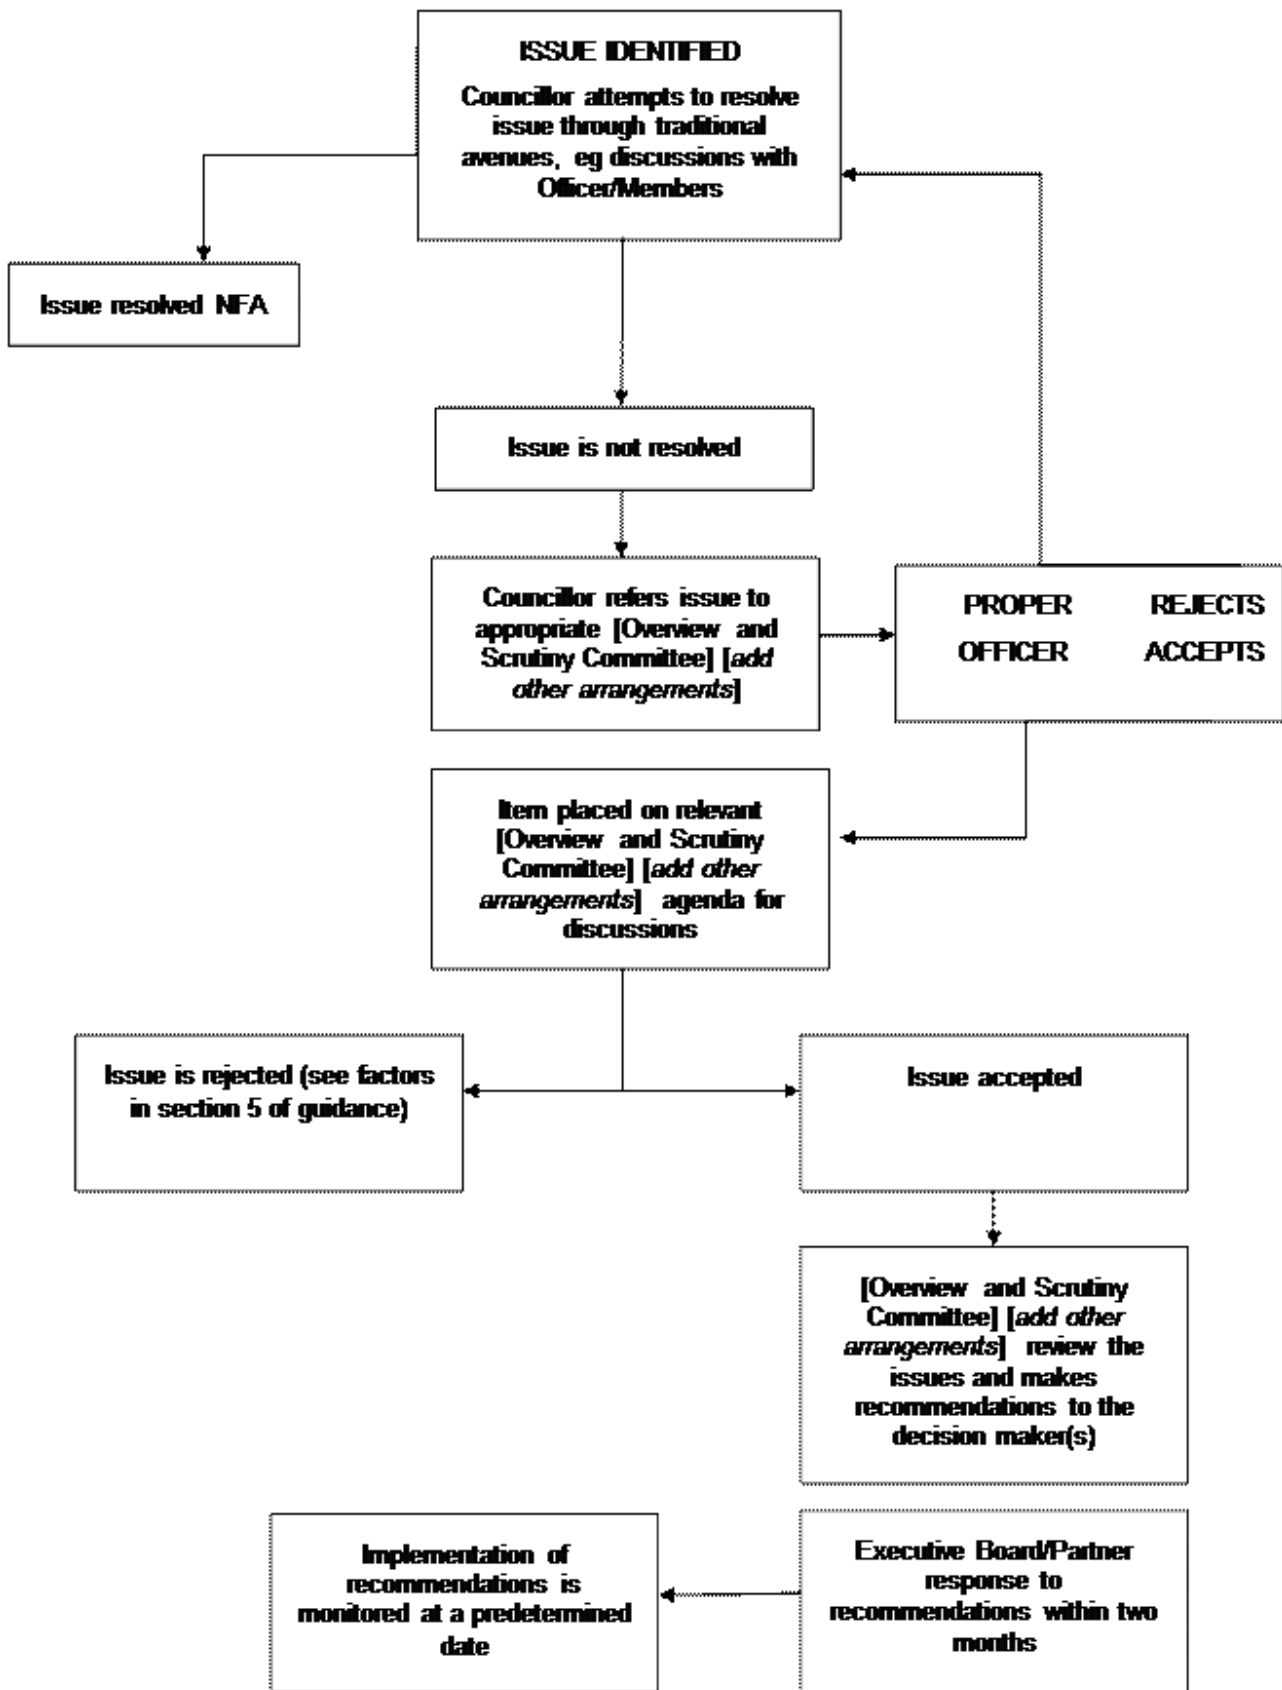 ISSUE IDENTIFIED
Councillor attempts to resolve
issue through traditional
avenues, eg discussions with
Officer/Members
Issue resolved NFA
Issue is not resolved
Councillor refers issue to
appropriate [Overview and
Scrutiny Committee] [add
other arrangements]
PROPER REJECTS
OFFICER ACCEPTS
Item placed on relevant
[Overview and Scrutiny
Committee] [add other
arrangements] agenda for
discussions
Issue is rejected (see factors
in section 5 of guidance)
Issue accepted
[Overview and Scrutiny
Committee] [add other
arrangements] review the
issues and makes
recommendations to the
decision maker(s)
Executive Board/Partner
response to
recommendations within two
months
Implementation of
recommendations is
monitored at a predetermined
date